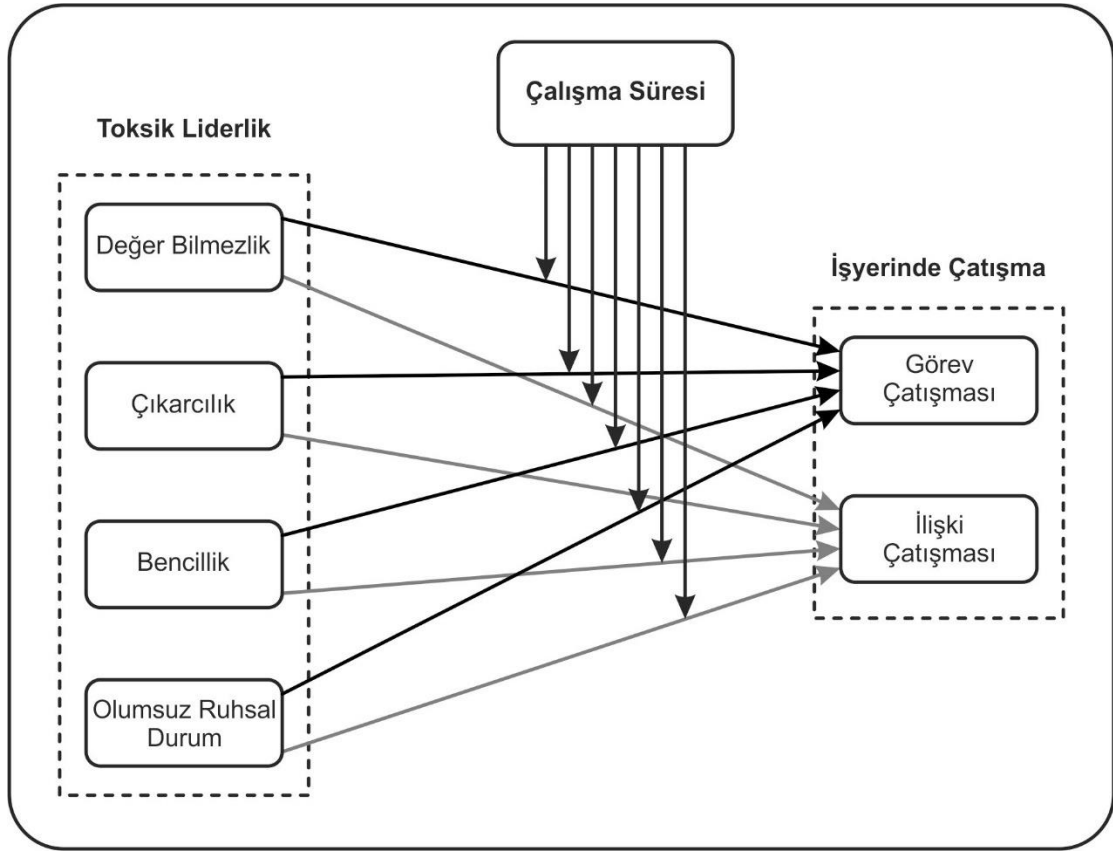 Çalışma Süresi
Toksik Liderlik
Değer Bilmezlik
Çıkarcılık
Bencillik
Olumsuz Ruhsal
Durum
İşyerinde Çatışma
Görev
Çatışması
İlişki
Çatışması